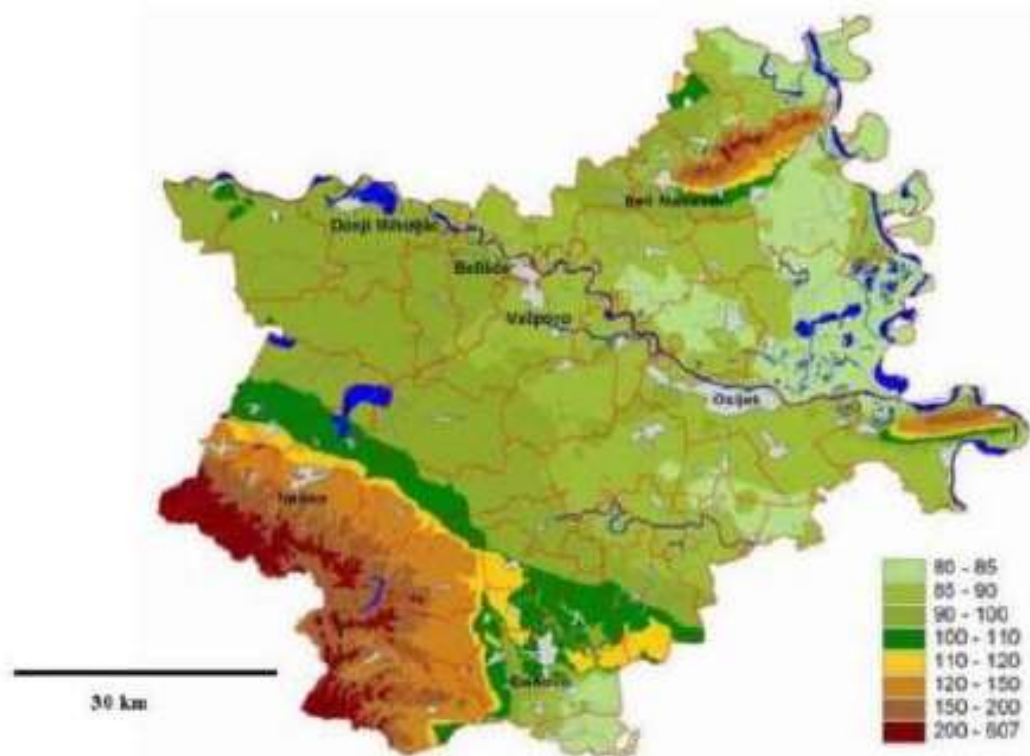 Beli Manastir
Donji Miholjac
Belišće
Valpovo
Osijek
Našice
Đakovo
80 - 85
85 - 90
90 - 100
100 - 110
110 - 120
120 - 150
150 - 200
200 - 607
30 km